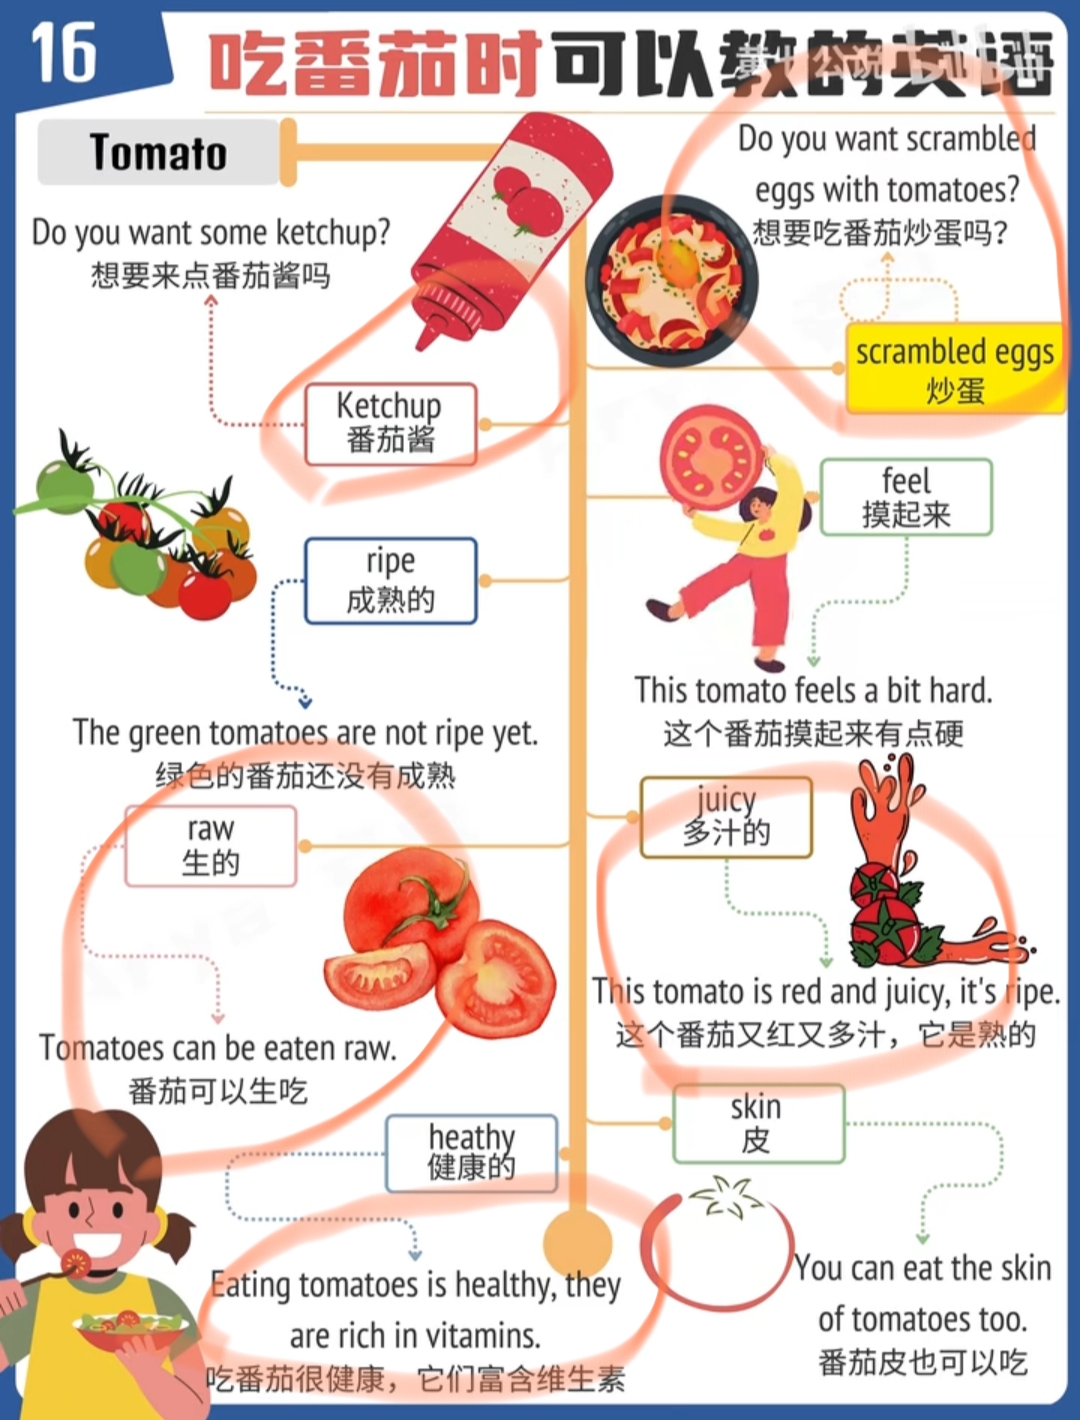 16
吃番茄时可以教的英语
Tomato
Do you want some ketchup?
想要来点番茄酱吗
Ketchup
番茄酱
ripe
成熟的
The green tomatoes are not ripe yet.
绿色的番茄还没有成熟
raw
生的
Tomatoes can be eaten raw.
番茄可以生吃
heathy
健康的
Eating tomatoes is healthy, they
are rich in vitamins.
吃番茄很健康，它们富含维生素
Do you want scrambled
eggs with tomatoes?
想要吃番茄炒蛋吗？
scrambled eggs
炒蛋
feel
摸起来
This tomato feels a bit hard.
这个番茄摸起来有点硬
juicy
多汁的
This tomato is red and juicy, it's ripe.
这个番茄又红又多汁，它是熟的
skin
皮
You can eat the skin
of tomatoes too.
番茄皮也可以吃